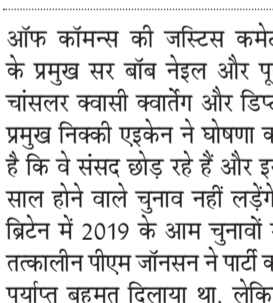 ऑफ कॉमन्स की जस्टिस
के प्रमुख सर बॉब नेइल और
चांसलर क्वासी क्वार्तेंग और
प्रमुख निक्की एइकेन ने घोषणा
है कि वे संसद छोड़ रहे हैं और
साल होने वाले चुनाव नहीं लड़ेंगे
ब्रिटेन में 2019 के आम चुनावों
तत्कालीन पीएम जॉनसन ने पार्टी
पर्याप्त बहुमत दिलाया था, लेकि